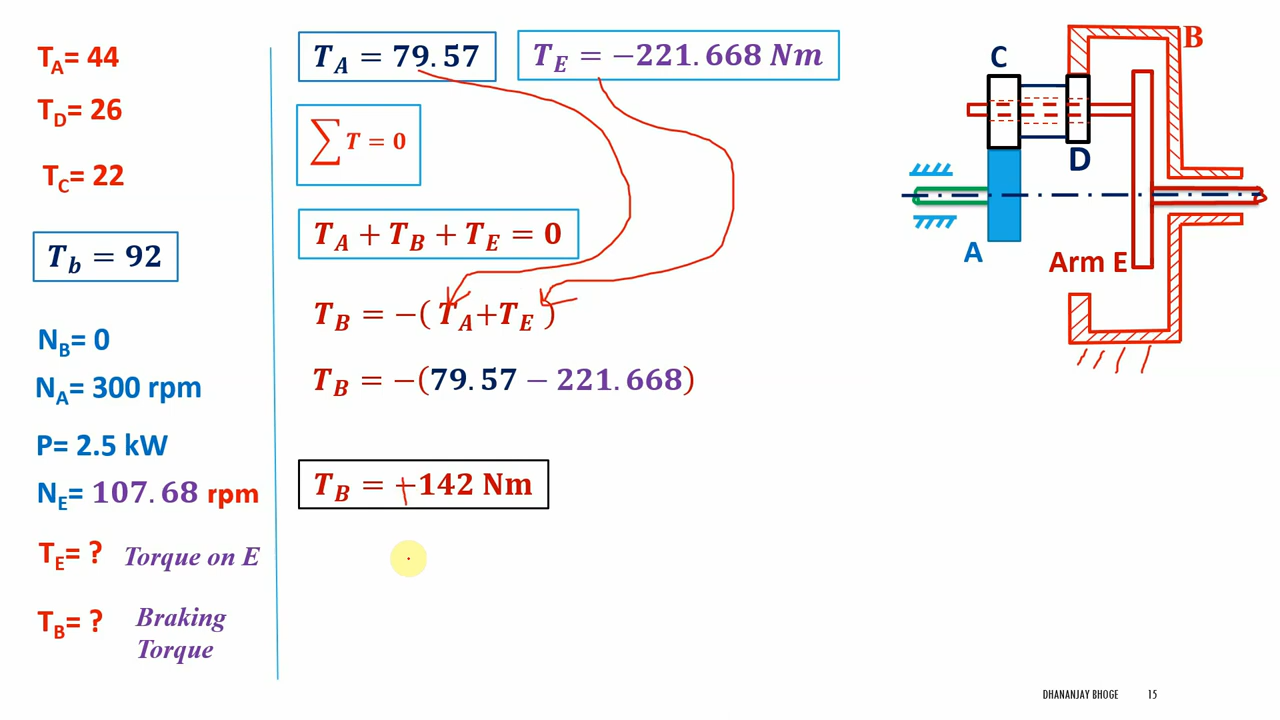 T_A= 44
T_D= 26
T_C= 22
T_b = 92
N_B= 0
N_A= 300 rpm
P= 2.5 kW
N_E= 107.68 rpm
T_E= ? Torque on E
T_B= ? Braking
Torque
T_A = 79.57
T_E = −221.668 Nm
∑ T = 0
T_A + T_B + T_E = 0
T_B = −( T_A+T_E )
T_B = −(79.57 − 221.668)
T_B = +142 Nm
C
B
D
A
Arm E
DHANANJAY BHOGE 15